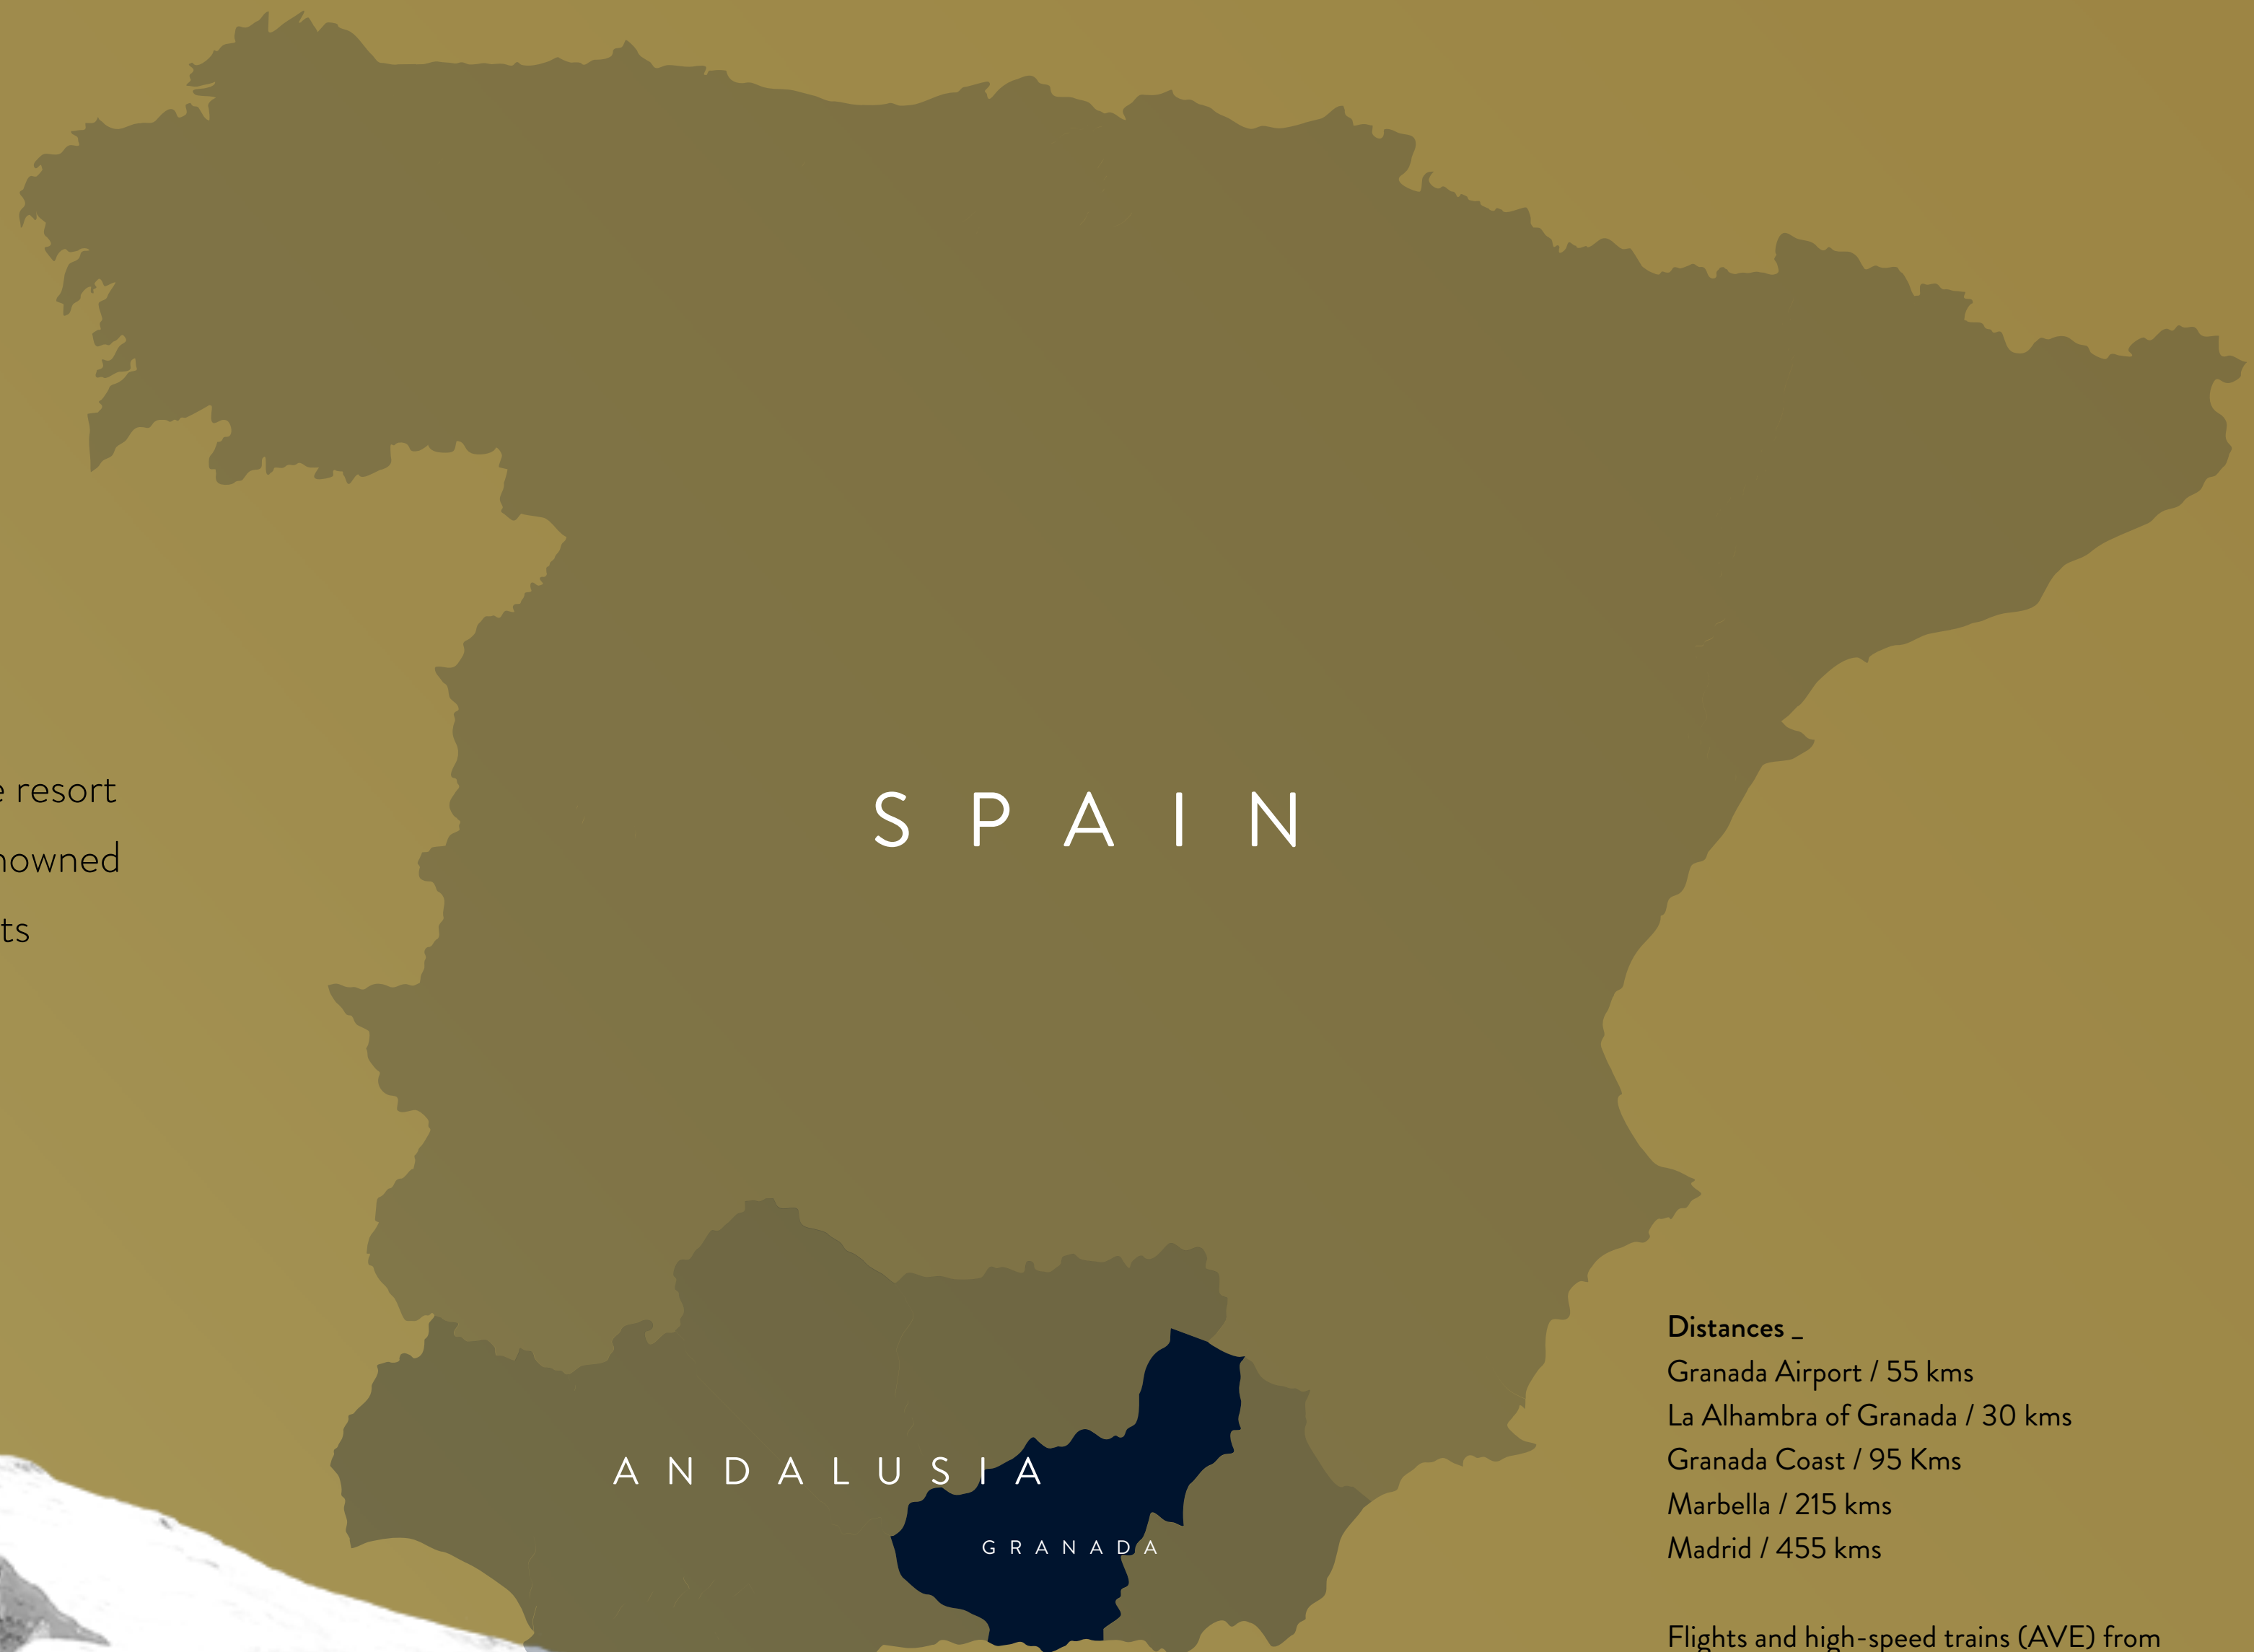 resort
ts
SPAIN
ANDALUSIA
GRANADA
Distances _
Granada Airport / 55 kms
La Alhambra of Granada / 30 kms
Granada Coast / 95 Kms
Marbella / 215 kms
Madrid / 455 kms
Flights and high-speed trains (AVE) from